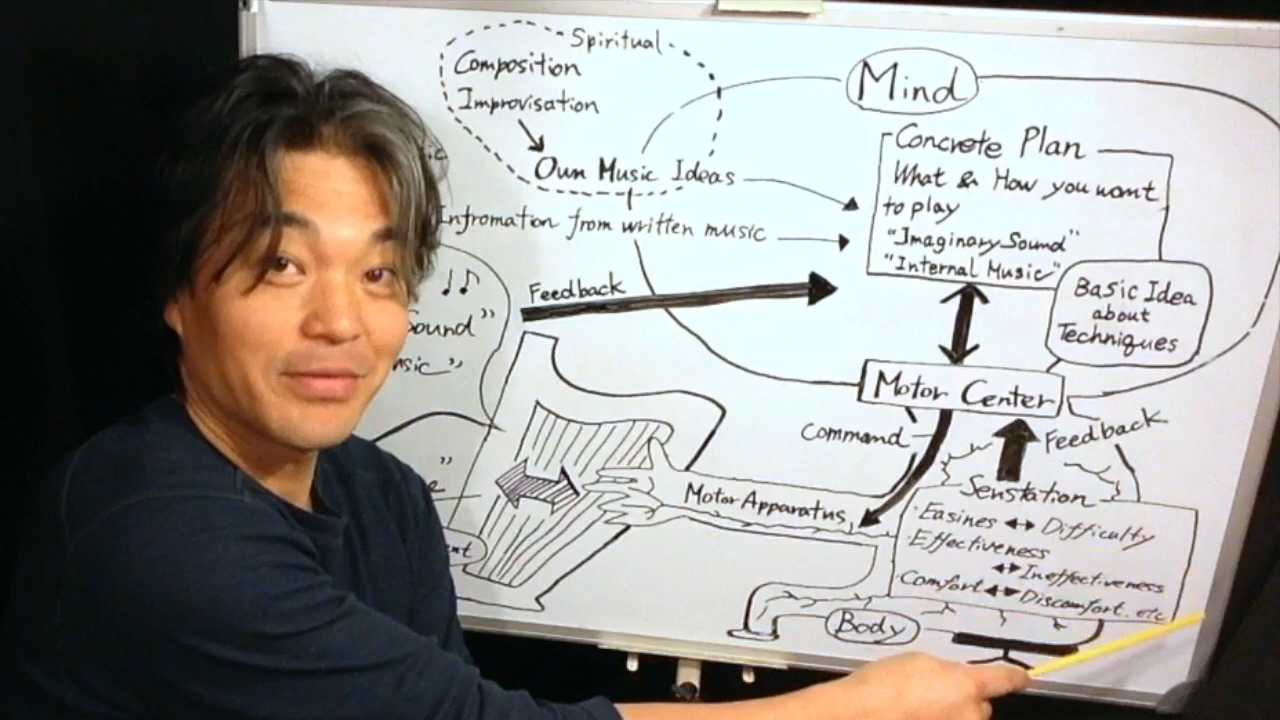 Spiritual
Composition
Improvisation
Own Music Ideas
Infromation from written music
Feedback
Mind
Concrete Plan
What & How you want
to play
"Imaginary Sound"
"Internal Music"
Basic Idea
about
Techniques
Motor Center
Command
Feedback
Motor Apparatus
Senstation
Easines ↔ Difficulty
Effectiveness
↔ Ineffectiveness
Comfort ↔ Discomfort. etc
Body
Sound"